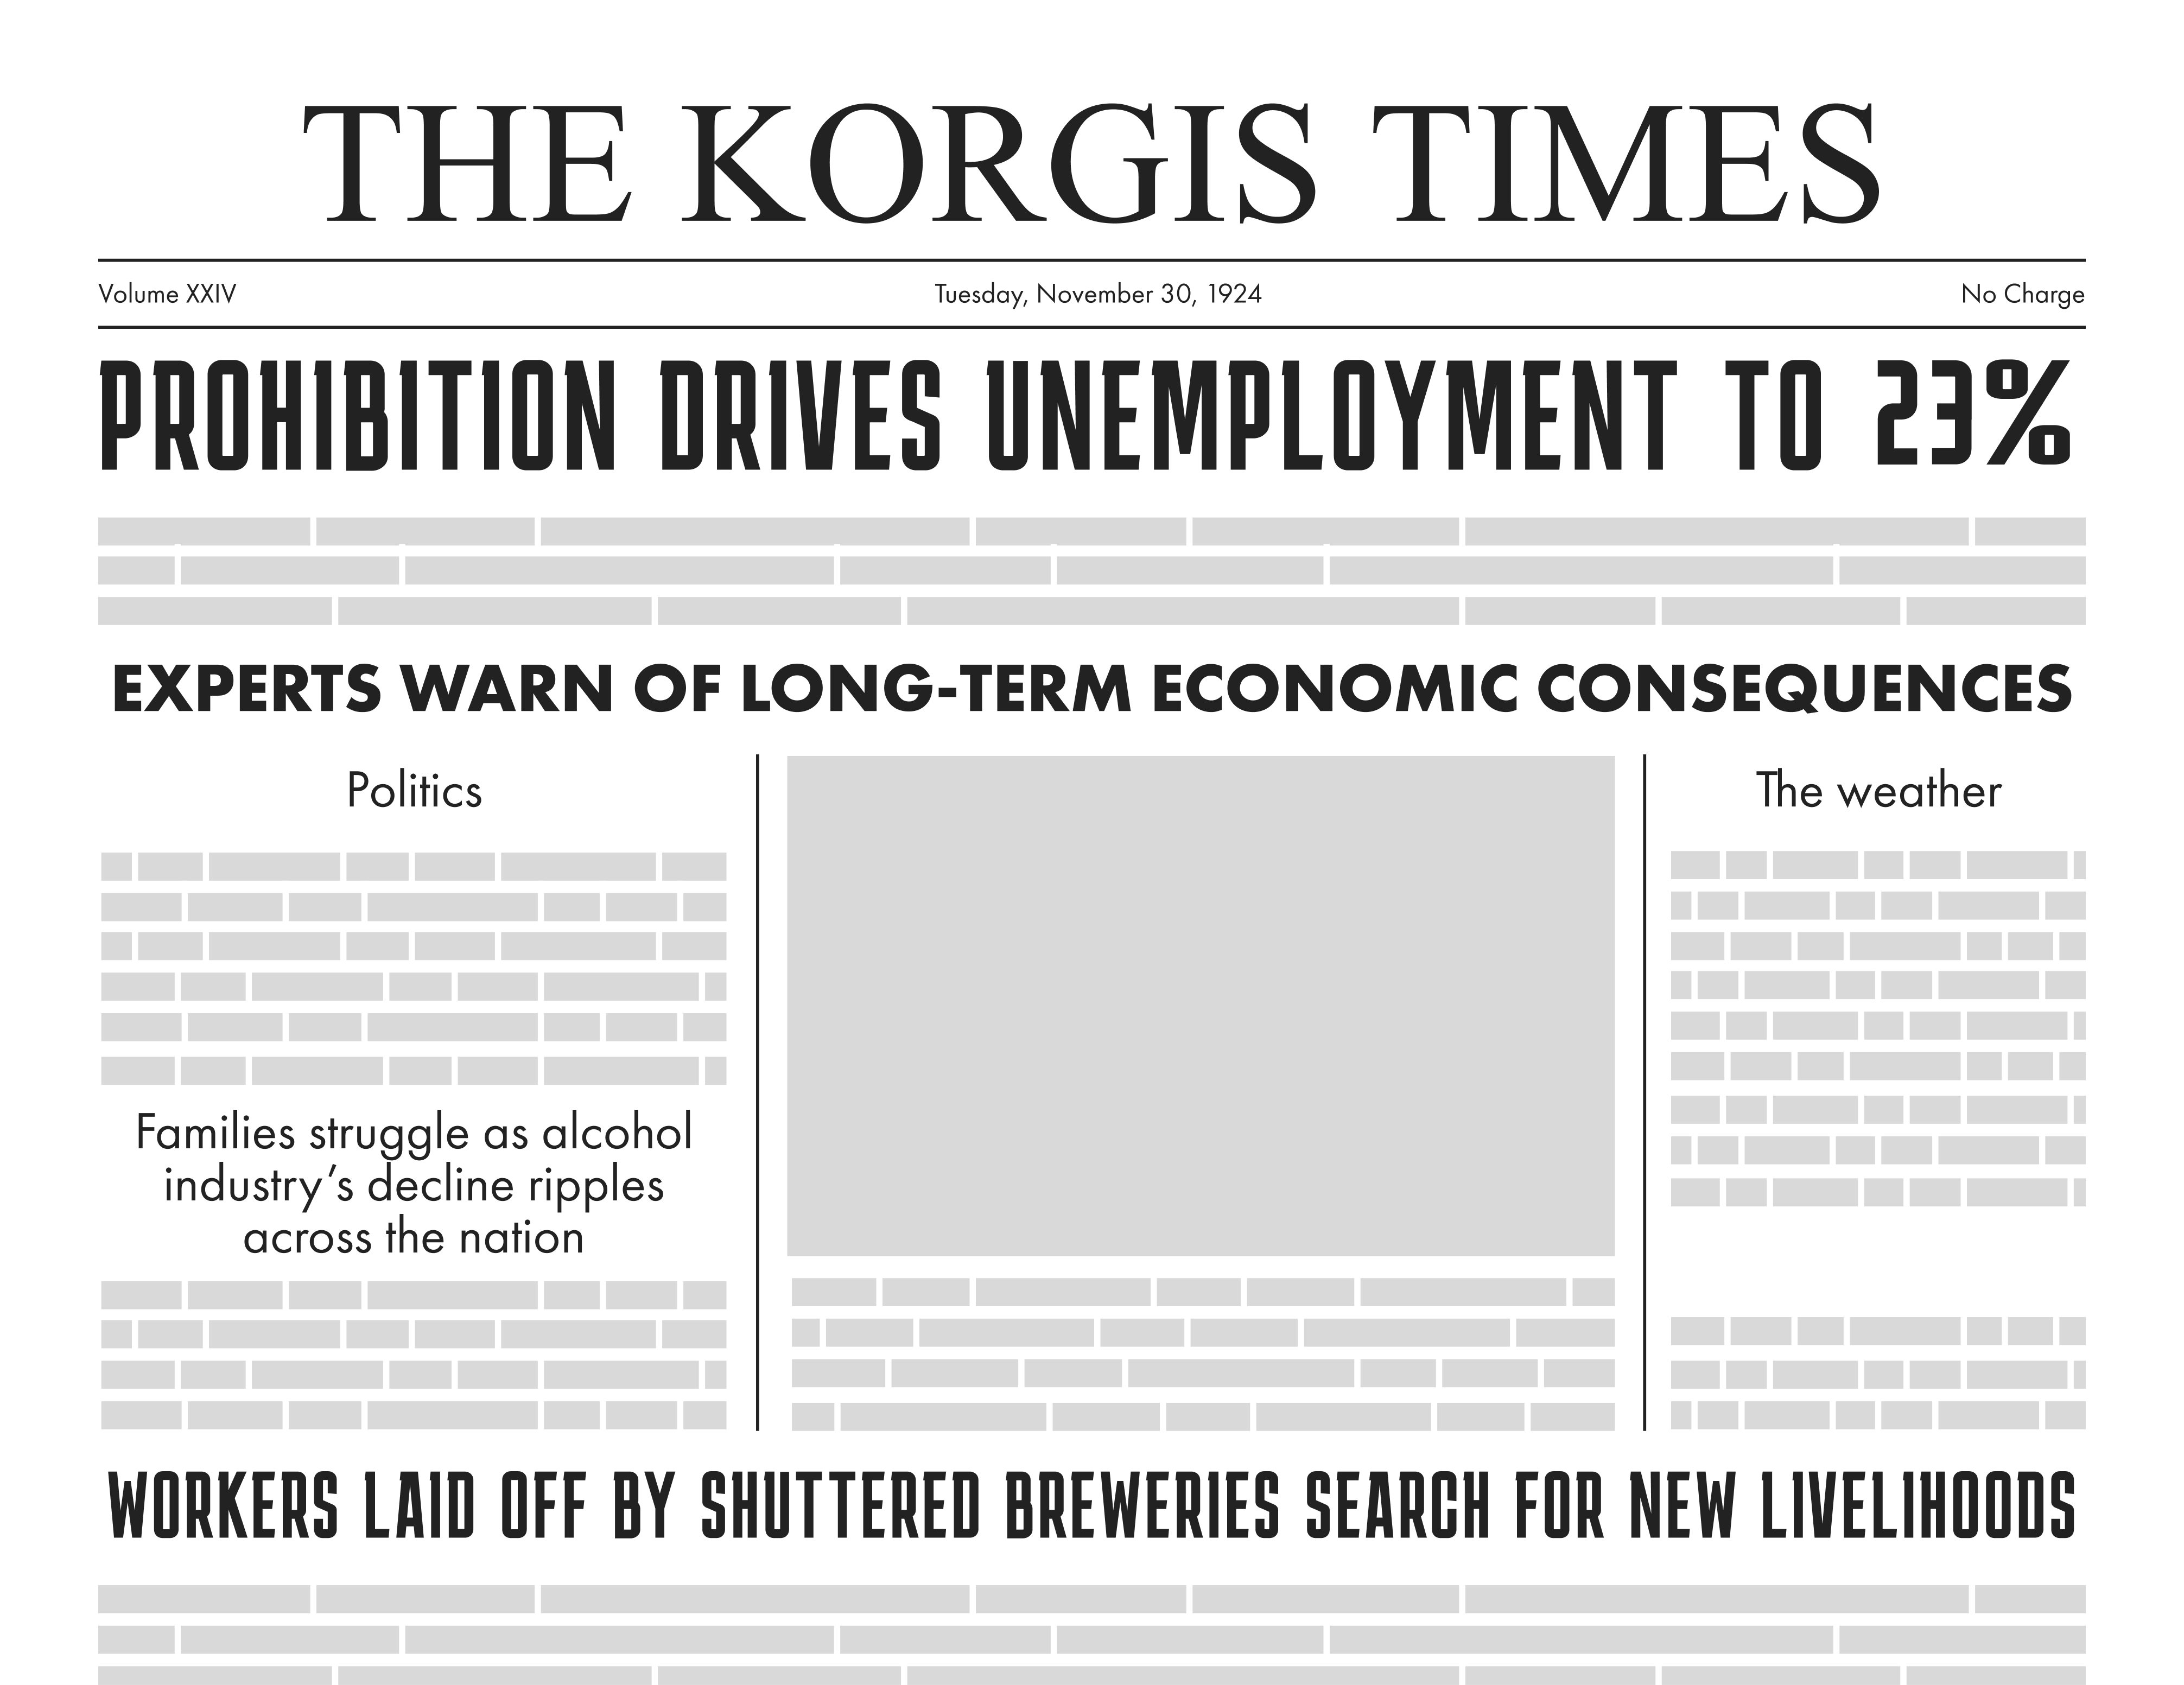 THE KORGIS TIMES
Volume XXIV
Tuesday, November 30, 1924
No Charge
PROHIBITION DRIVES UNEMPLOYMENT TO 23%
EXPERTS WARN OF LONG-TERM ECONOMIC CONSEQUENCES
Politics
Families struggle as alcohol
industry's decline ripples
across the nation
The weather
WORKERS LAID OFF BY SHUTTERED BREWERIES SEARCH FOR NEW LIVELIHOODS